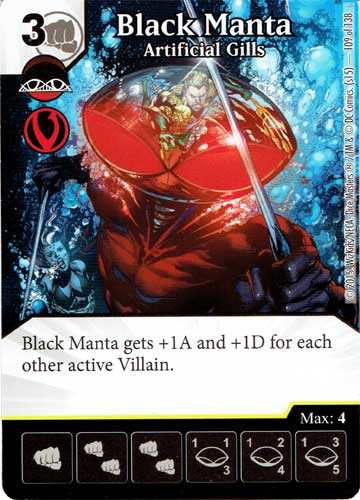 3
Black Manta
Artificial Gills
Black Manta gets +1A and +1D for each
other active Villain.
Max: 4
1 1
3
1 2
4
1 3
5
109 of 138